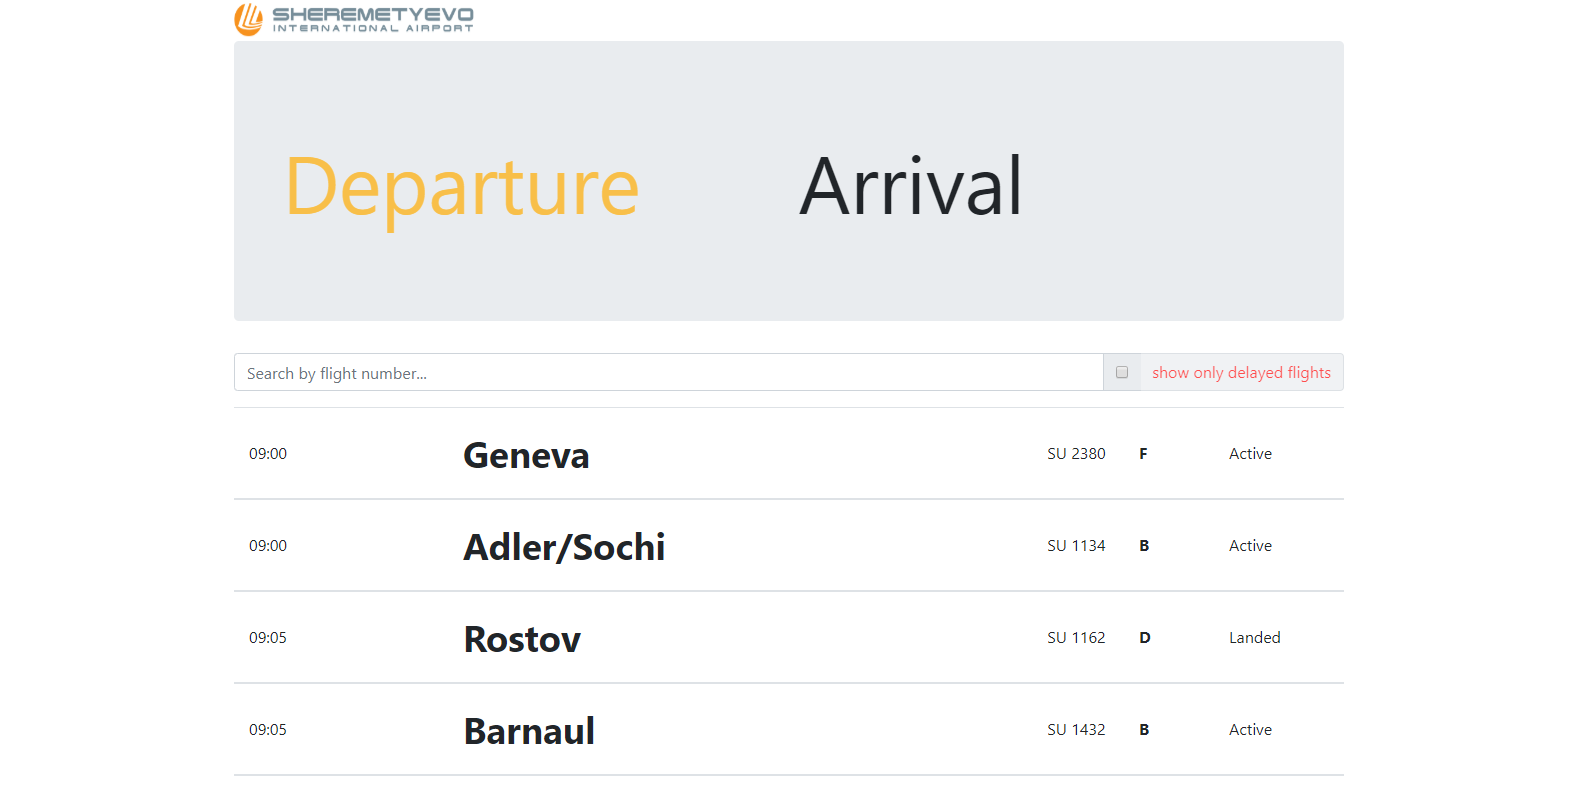 SHEREMETYEVO
INTERNATIONAL AIRPORT
Departure Arrival
Search by flight number... show only delayed flights
09:00 Geneva SU 2380 F Active
09:00 Adler/Sochi SU 1134 B Active
09:05 Rostov SU 1162 D Landed
09:05 Barnaul SU 1432 B Active